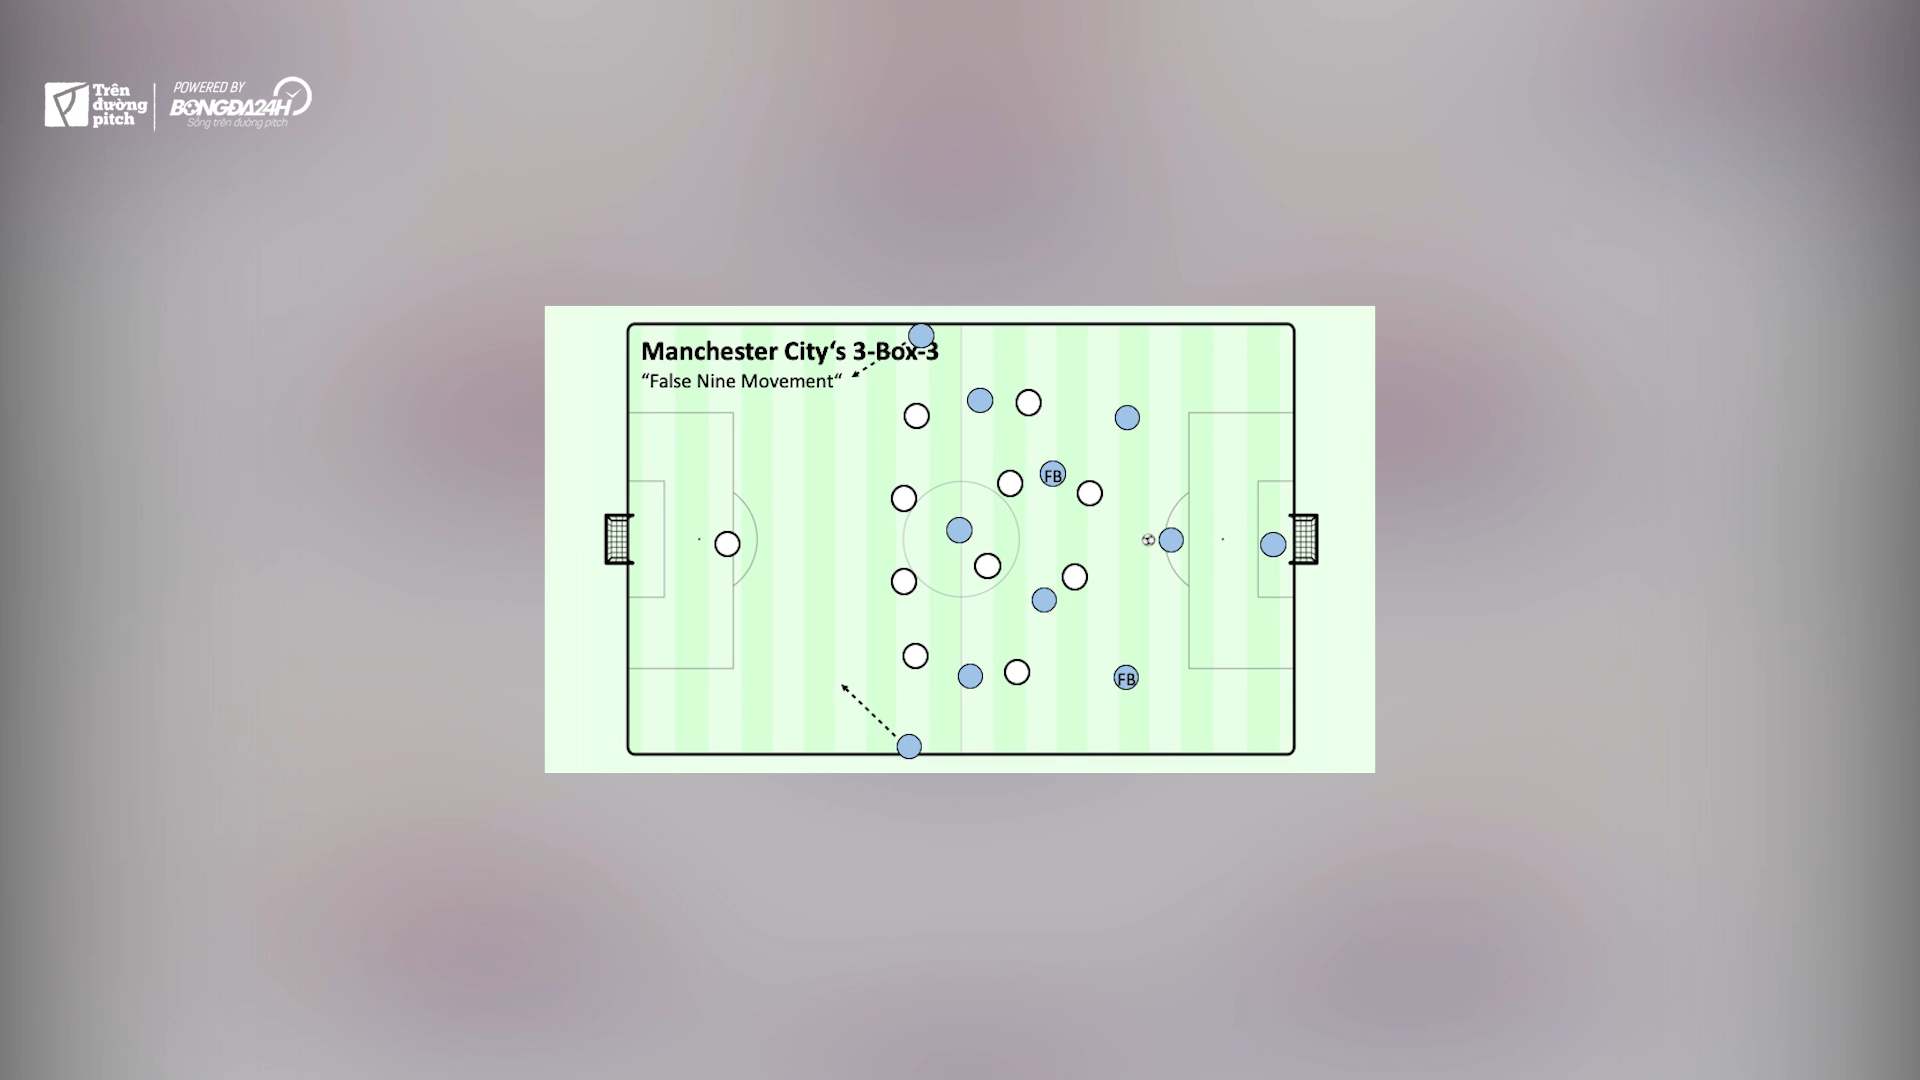 Trên
đường
pitch
POWERED BY
BONGDA24H
Sống trên đường pitch
Manchester City‘s 3-Box-3
“False Nine Movement“
FB
FB